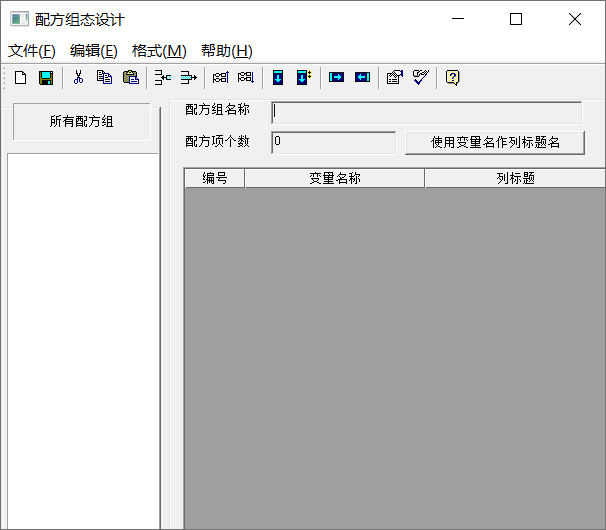 配方组态设计
文件(F) 编辑(E) 格式(M) 帮助(H)
所有配方组
配方组名称
配方项个数 0 使用变量名作列标题名
编号 变量名称 列标题